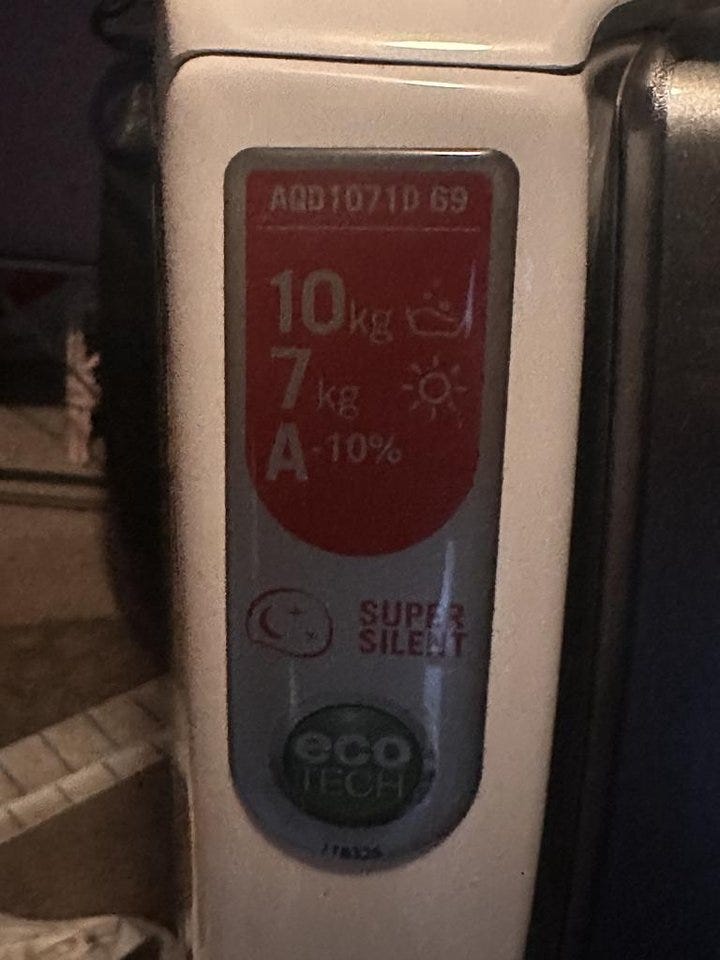 AQD1071D 69
10kg
7kg
A-10%
SUPER
SILENT
eco
TECH